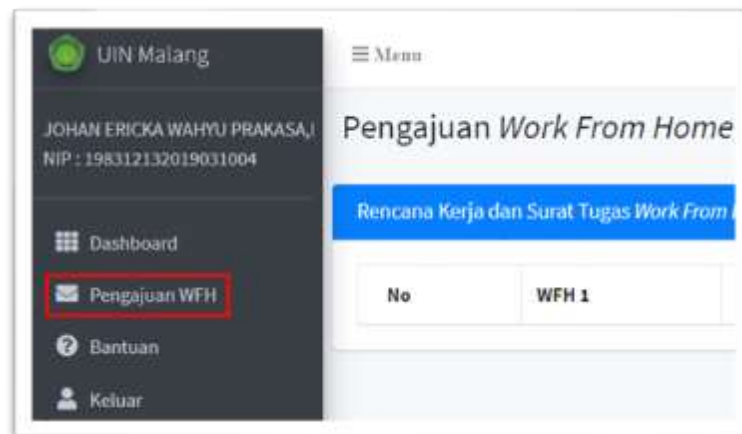 UIN Malang
JOHAN ERICKA WAHYU PRAKASA,
NIP : 198312132019031004
Dashboard
Pengajuan WFH
Bantuan
Keluar
Menu
Pengajuan Work From Home
Rencana Kerja dan Surat Tugas Work From
No WFH 1